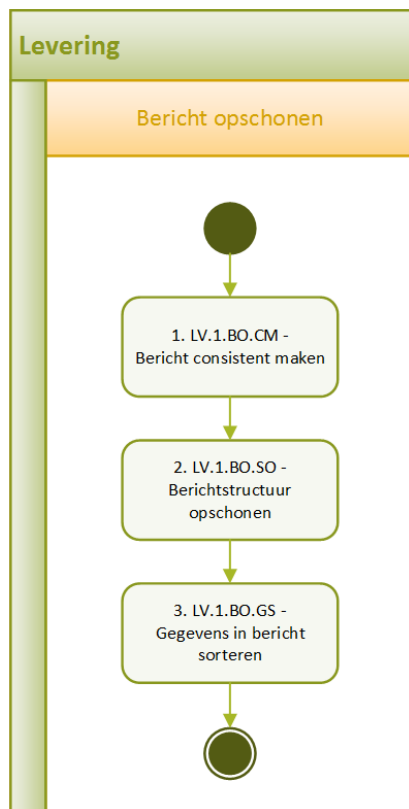 Levering
Bericht opschonen
1. LV.1.BO.CM -
Bericht consistent maken
2. LV.1.BO.SO -
Berichtstructuur
opschonen
3. LV.1.BO.GS -
Gegevens in bericht
sorteren